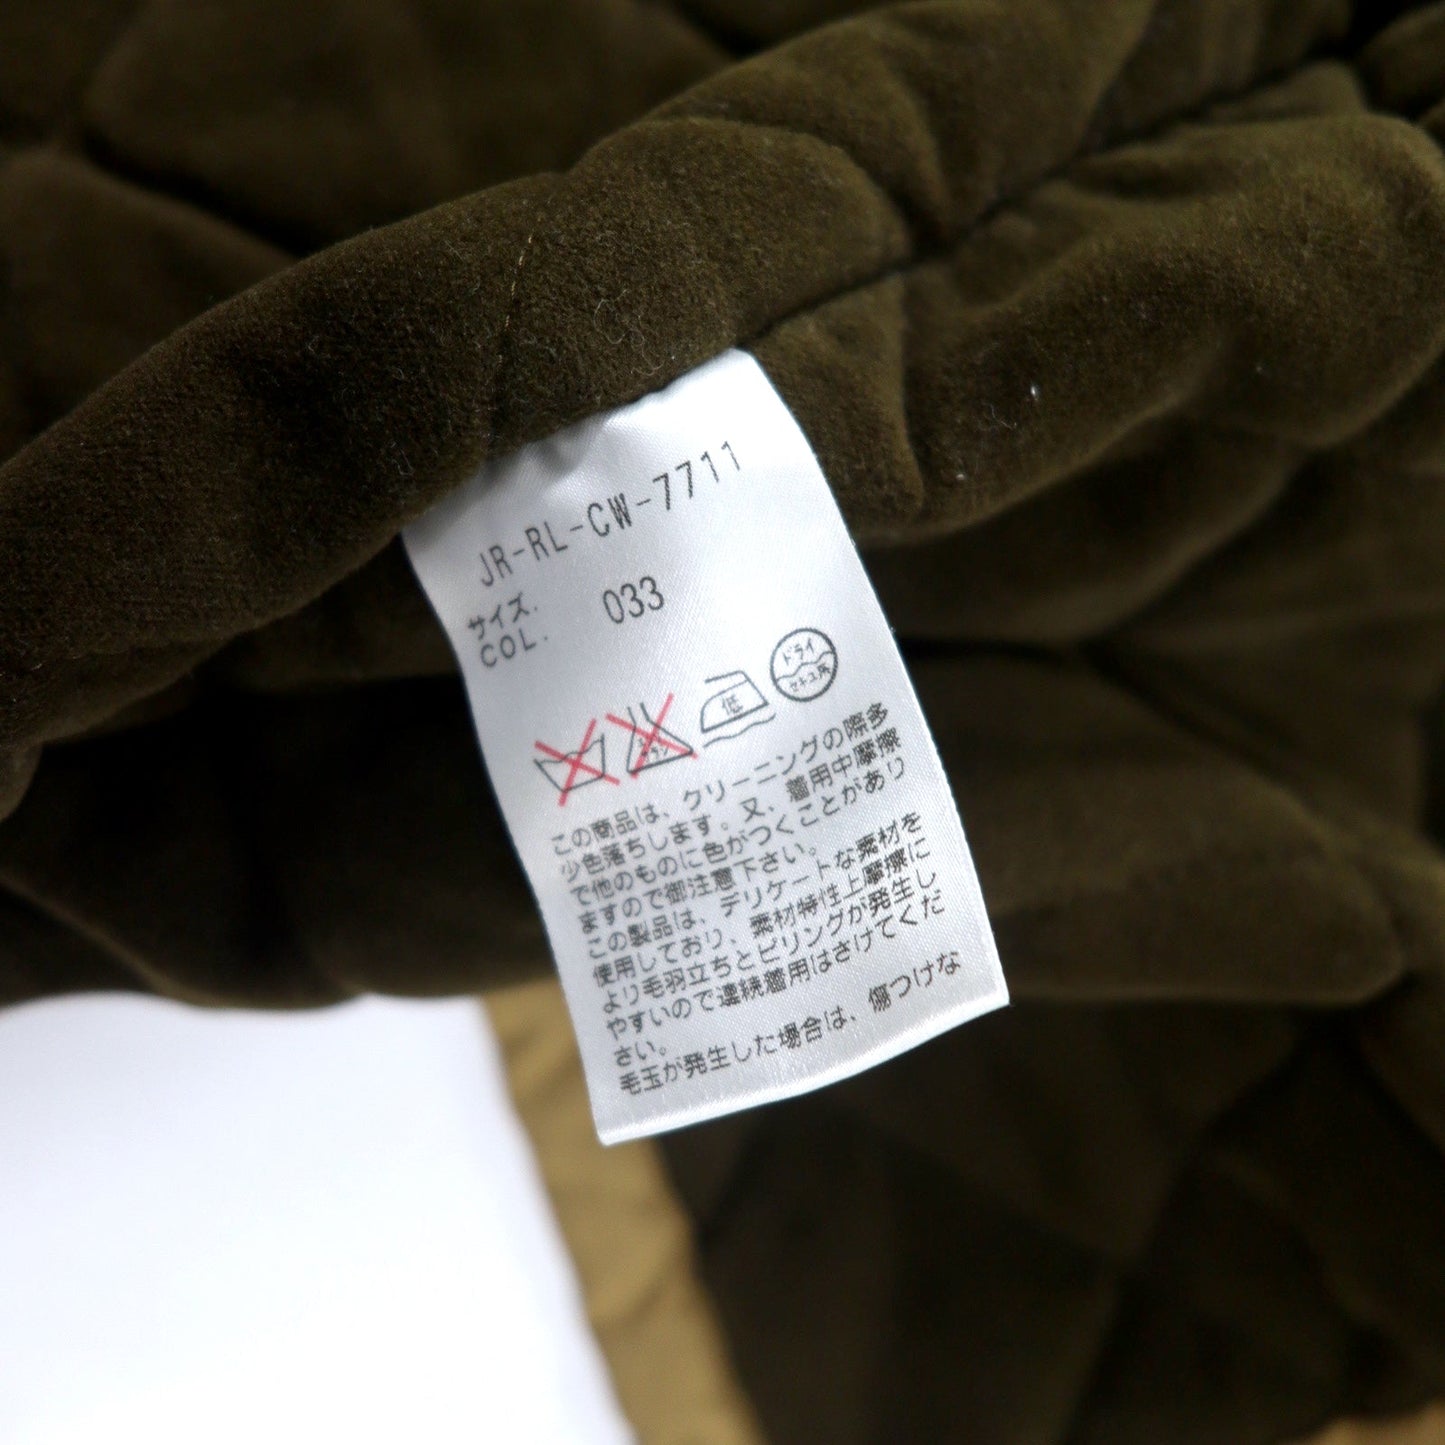 JR-RL-CW-7711
サイズ.
COL. 033
低
ドライ
セキユ系
この商品は、クリーニングの際多
少色落ちします。又、着用中摩擦
で他のものに色がつくことがあり
ますので御注意下さい。
この製品は、デリケートな素材を
使用しており、素材特性上摩擦に
より毛羽立ちとピリングが発生し
やすいので連続着用はさけてくだ
さい。
毛玉が発生した場合は、傷つけな